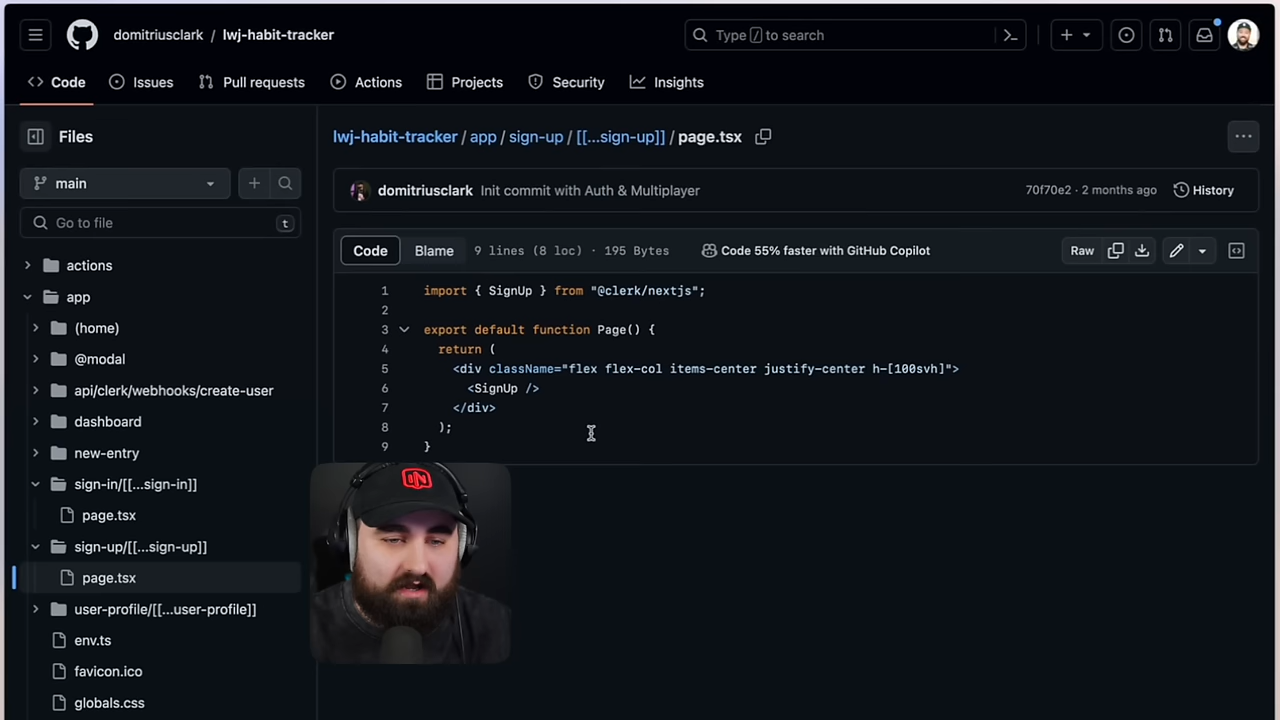 domitriusclark / lwj-habit-tracker
Type / to search
Code
Issues
Pull requests
Actions
Projects
Security
Insights
Files
main
Go to file
t
actions
app
(home)
@modal
api/clerk/webhooks/create-user
dashboard
new-entry
sign-in/[[...sign-in]]
page.tsx
sign-up/[[...sign-up]]
page.tsx
user-profile/[[...user-profile]]
env.ts
favicon.ico
globals.css
lwj-habit-tracker / app / sign-up / [[...sign-up]] / page.tsx
domitriusclark Init commit with Auth & Multiplayer
70f70e2 · 2 months ago
History
Code
Blame
9 lines (8 loc) · 195 Bytes
Code 55% faster with GitHub Copilot
Raw
1 import { SignUp } from "@clerk/nextjs";
2
3 export default function Page() {
4 return (
5 <div className="flex flex-col items-center justify-center h-[100svh]">
6 <SignUp />
7 </div>
8 );
9 }